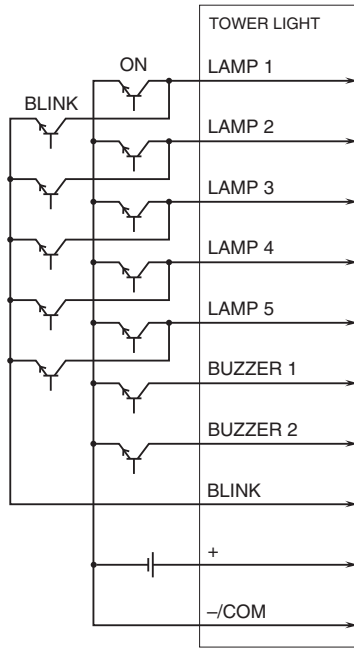 TOWER LIGHT
ON
LAMP 1
BLINK
LAMP 2
LAMP 3
LAMP 4
LAMP 5
BUZZER 1
BUZZER 2
BLINK
+
–/COM